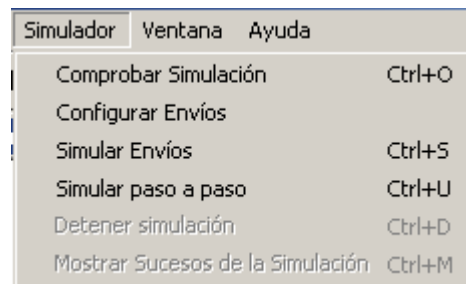 Simulador Ventana Ayuda
Comprobar Simulación Ctrl+O
Configurar Envíos
Simular Envíos Ctrl+S
Simular paso a paso Ctrl+U
Detener simulación Ctrl+D
Mostrar Sucesos de la Simulación Ctrl+M